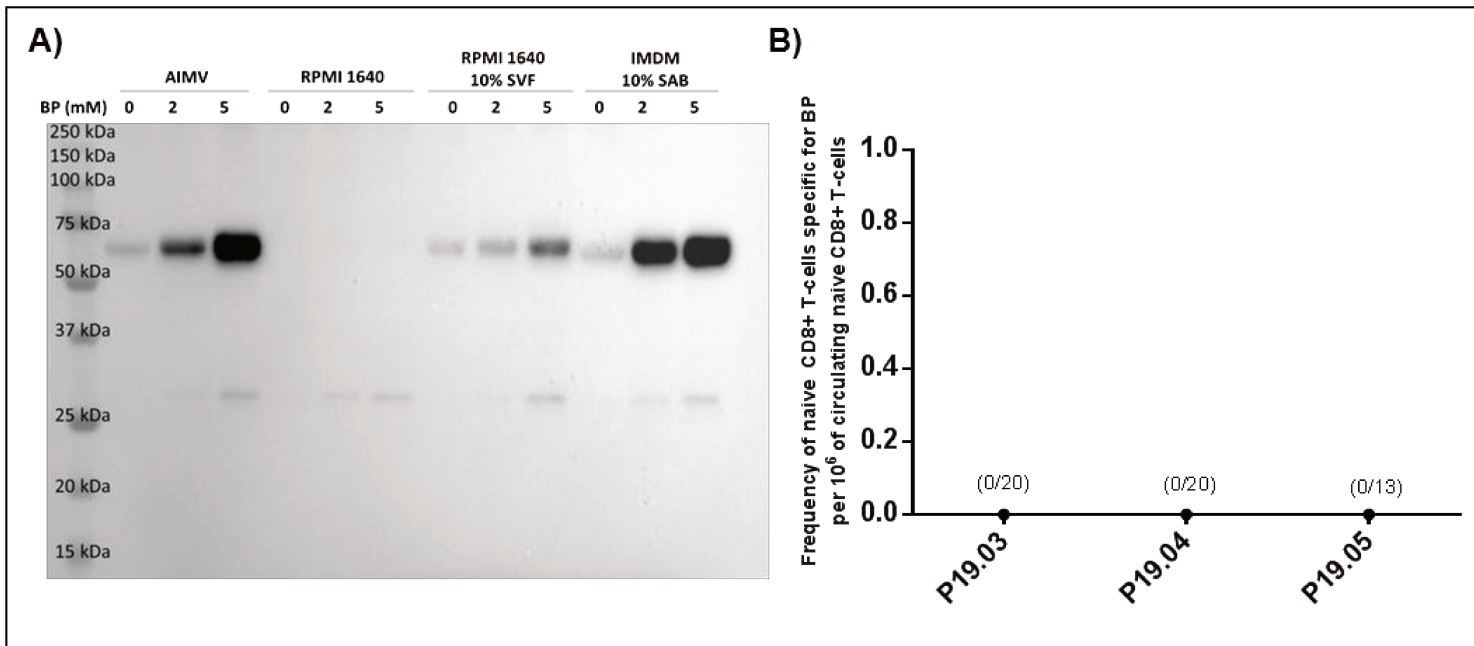 A)
AIMV
RPMI 1640
RPMI 1640
10% SVF
IMDM
10% SAB
BP (mM) 0 2 5 0 2 5 0 2 5 0 2 5
250 kDa
150 kDa
100 kDa
75 kDa
50 kDa
37 kDa
25 kDa
20 kDa
15 kDa
B)
Frequency of naive CD8+ T-cells specific for BP
per 10⁶ of circulating naive CD8+ T-cells
1.0
0.8
0.6
0.4
0.2
0.0
(0/20) (0/20) (0/13)
P19.03 P19.04 P19.05